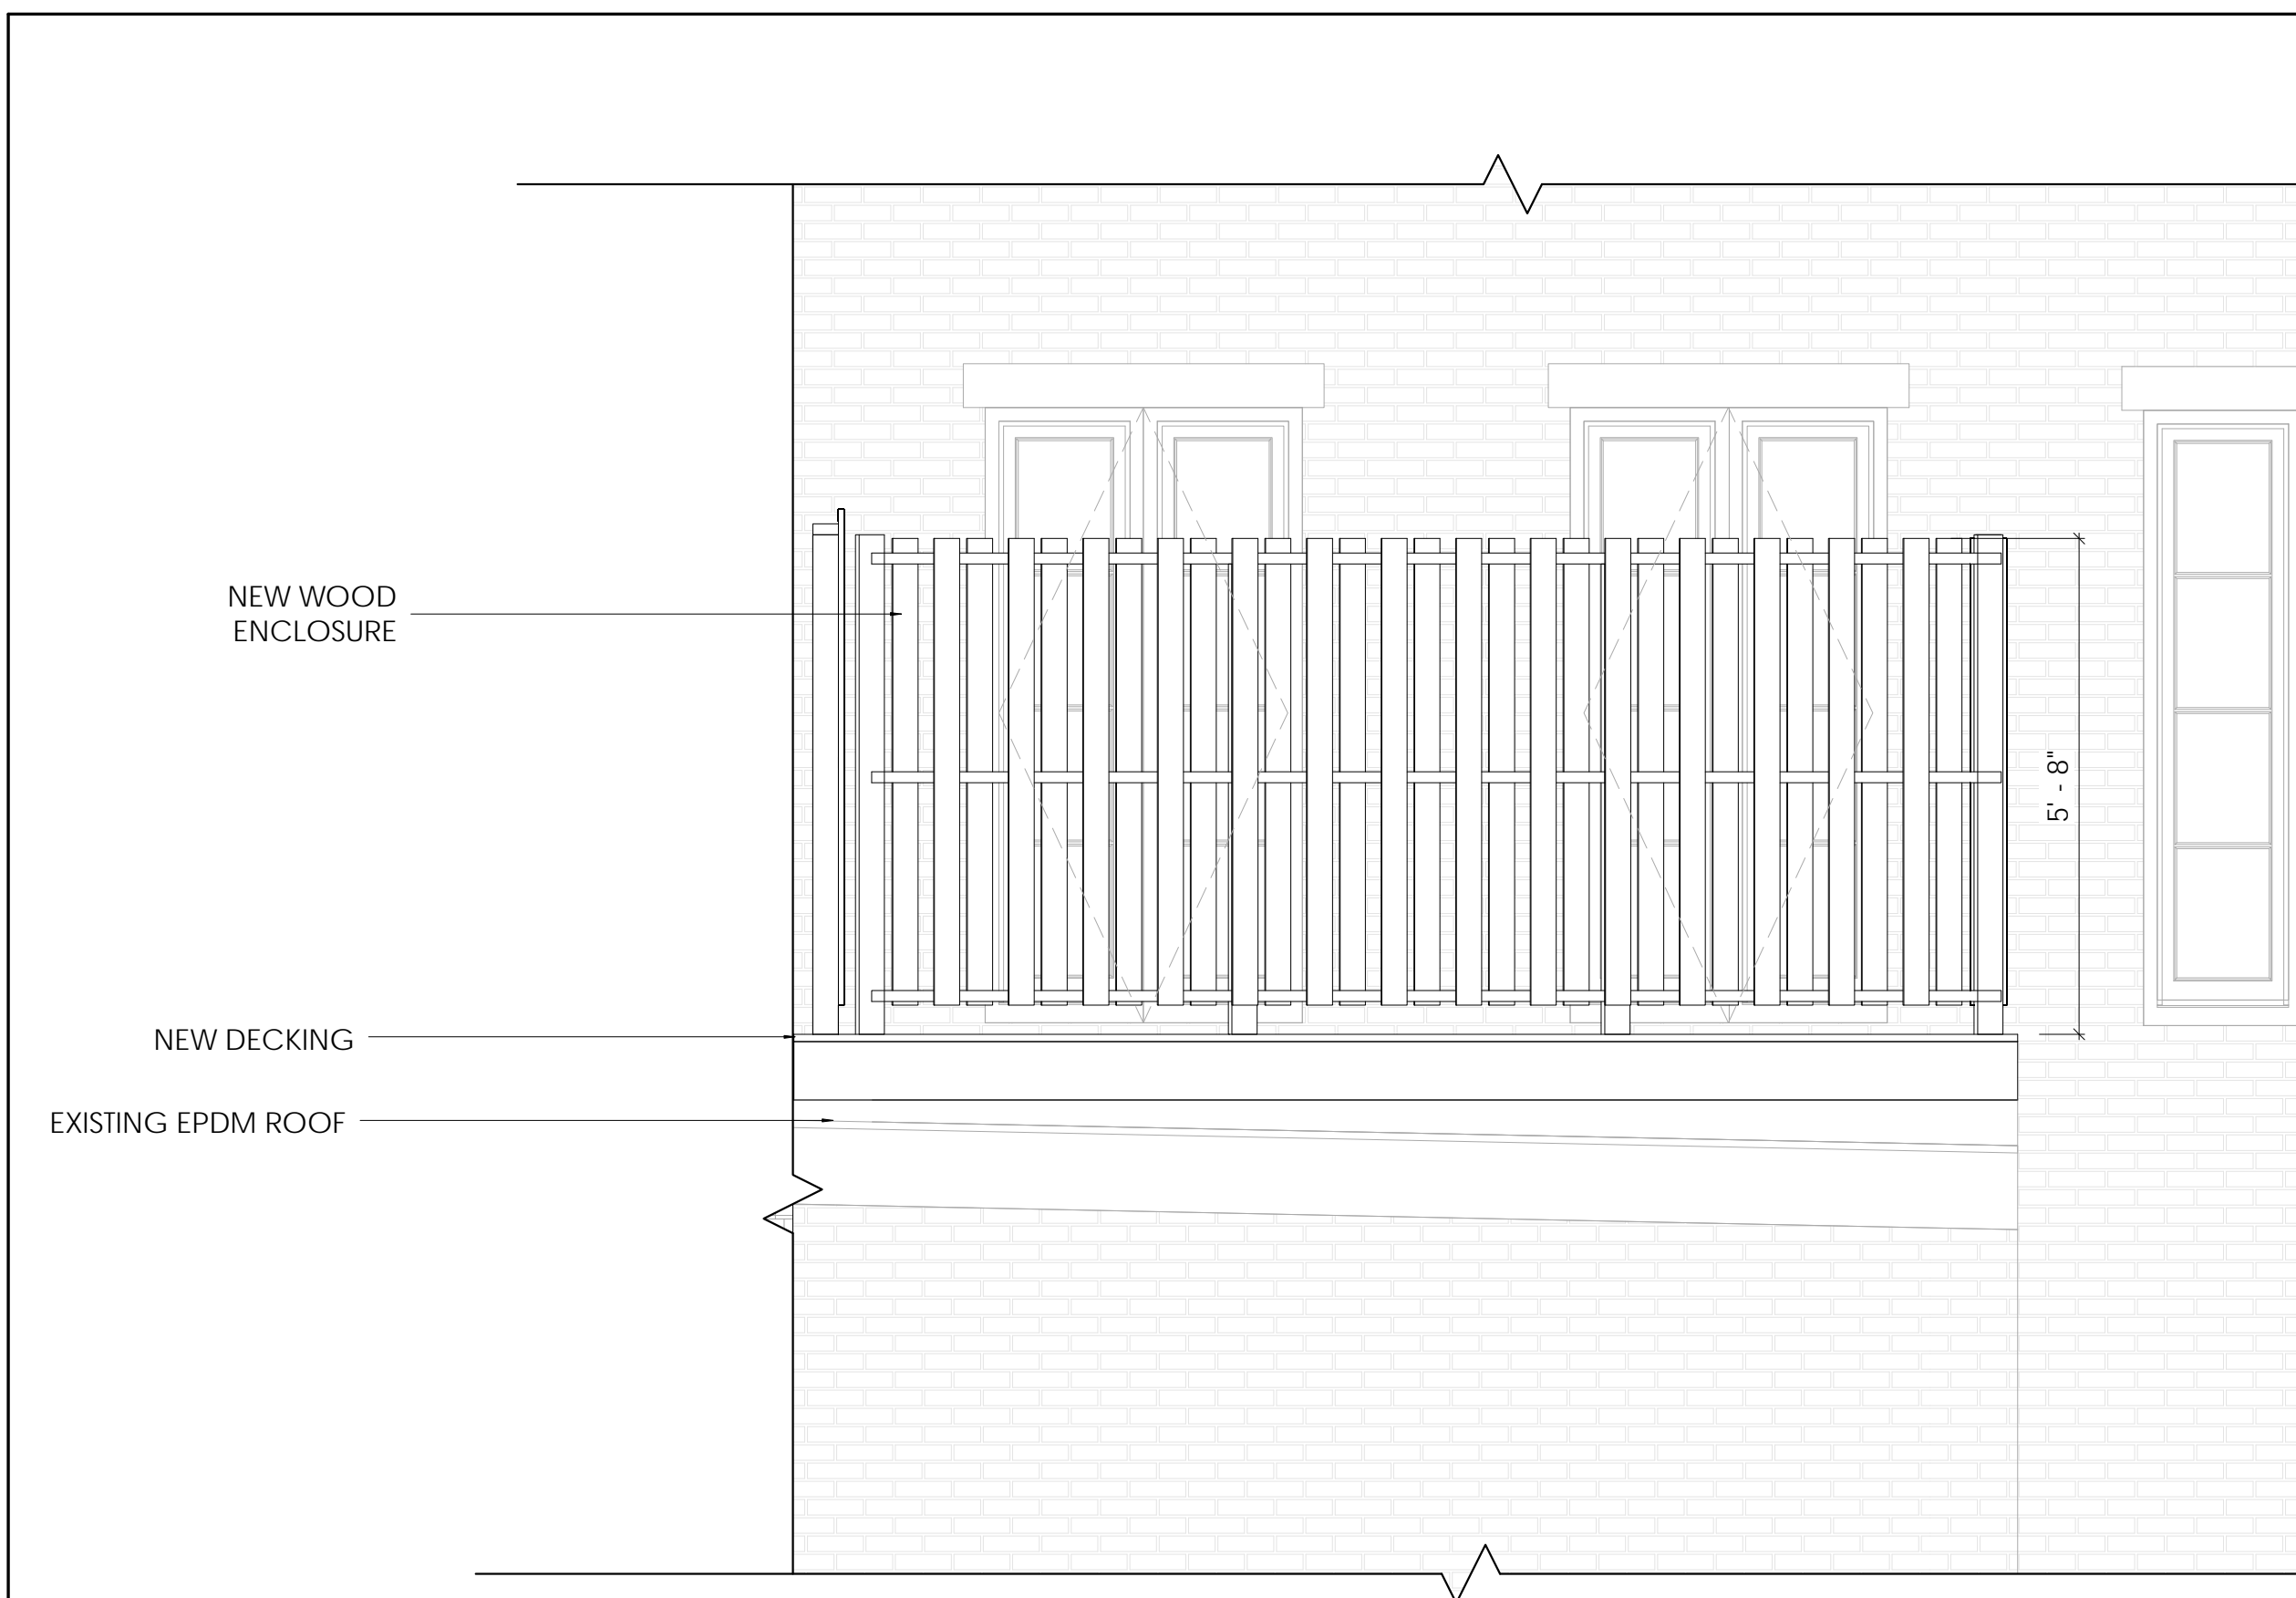 NEW WOOD
ENCLOSURE
5' - 8"
NEW DECKING
EXISTING EPDM ROOF